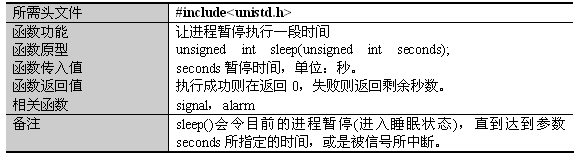 所需头文件 #include<unistd.h>
函数功能 让进程暂停执行一段时间
函数原型 unsigned int sleep(unsigned int seconds);
函数传入值 seconds 暂停时间，单位：秒。
函数返回值 执行成功则在返回 0，失败则返回剩余秒数。
相关函数 signal，alarm
备注 sleep()会令目前的进程暂停(进入睡眠状态)，直到达到参数
seconds 所指定的时间，或是被信号所中断。